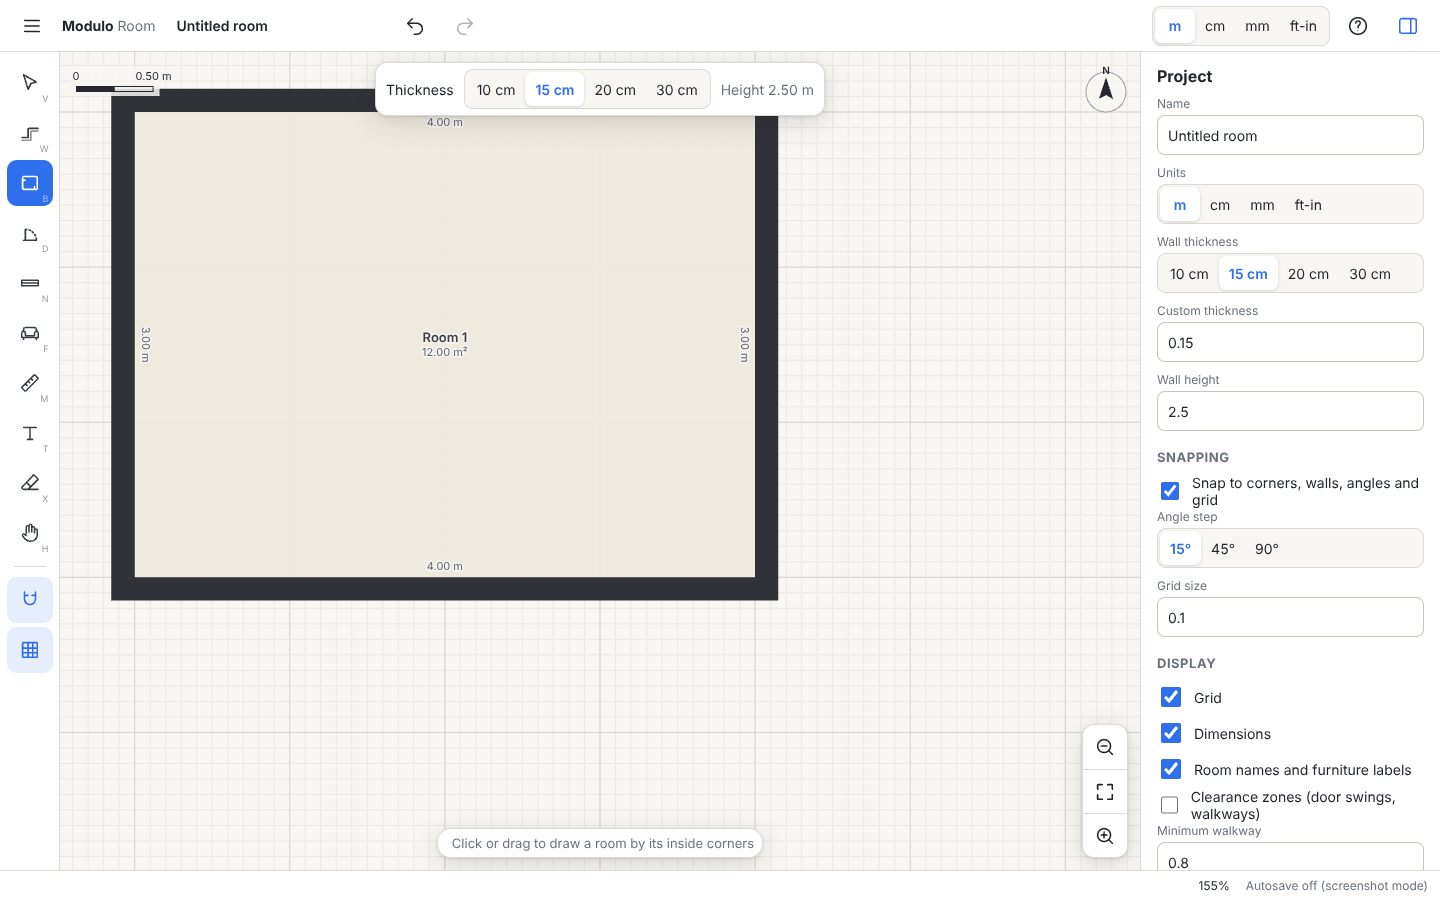 Modulo Room
Untitled room
m cm mm ft-in
V
W
B
D
N
F
M
T
X
H
0 0.50 m
Thickness 10 cm 15 cm 20 cm 30 cm Height 2.50 m
N
4.00 m
3.00 m
Room 1
12.00 m²
3.00 m
4.00 m
Click or drag to draw a room by its inside corners
Project
Name
Untitled room
Units
m cm mm ft-in
Wall thickness
10 cm 15 cm 20 cm 30 cm
Custom thickness
0.15
Wall height
2.5
SNAPPING
Snap to corners, walls, angles and
grid
Angle step
15° 45° 90°
Grid size
0.1
DISPLAY
Grid
Dimensions
Room names and furniture labels
Clearance zones (door swings,
walkways)
Minimum walkway
0.8
155% Autosave off (screenshot mode)